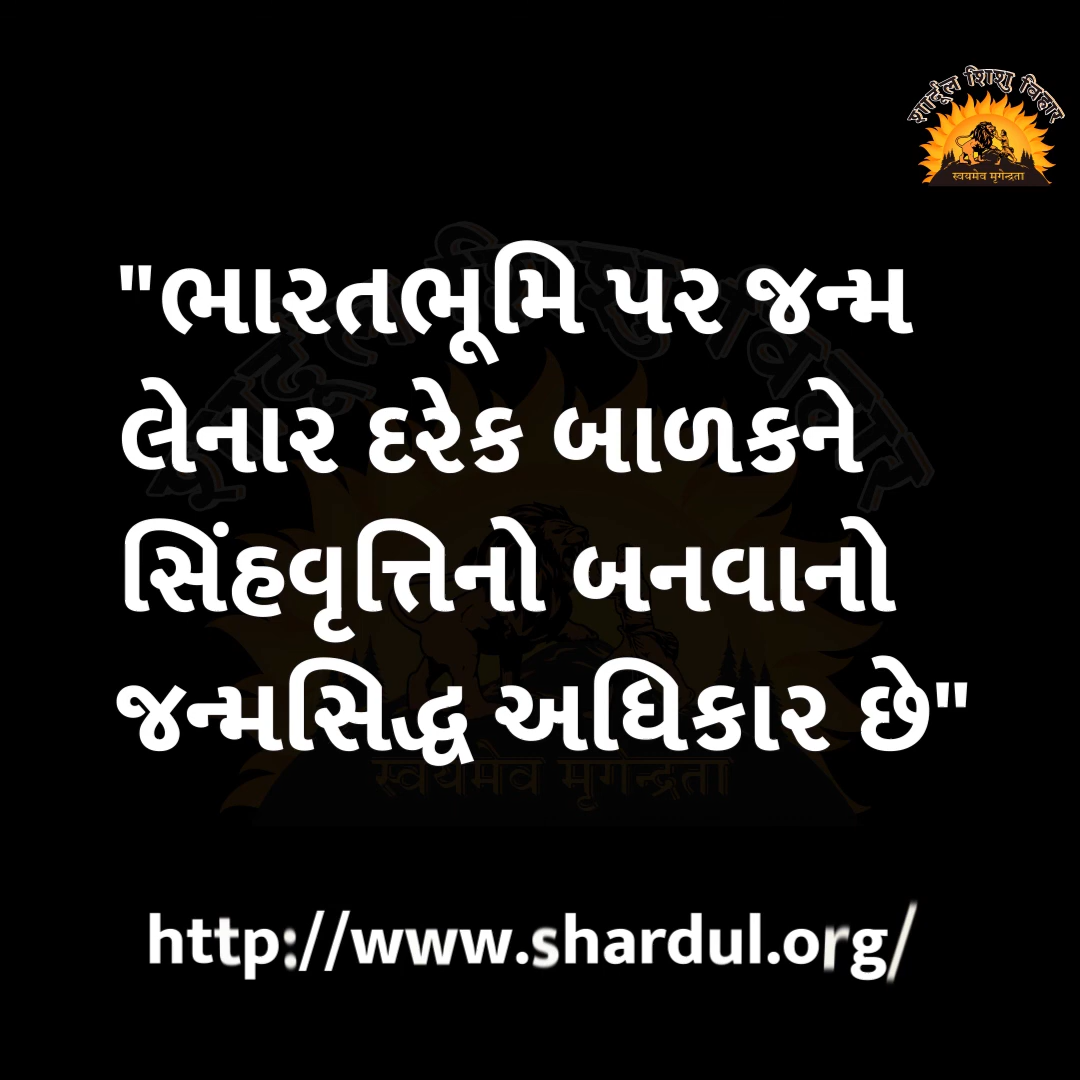 शार्दूल शिशु विहार
स्वयमेव मृगेन्द्रता
"ભારતભૂમિ પર જન્મ
લેનાર દરેક બાળકને
સિંહવૃત્તિનો બનવાનો
જન્મસિદ્ધ અધિકાર છે"
स्वयमेव मृगेन्द्रता
http://www.shardul.org/